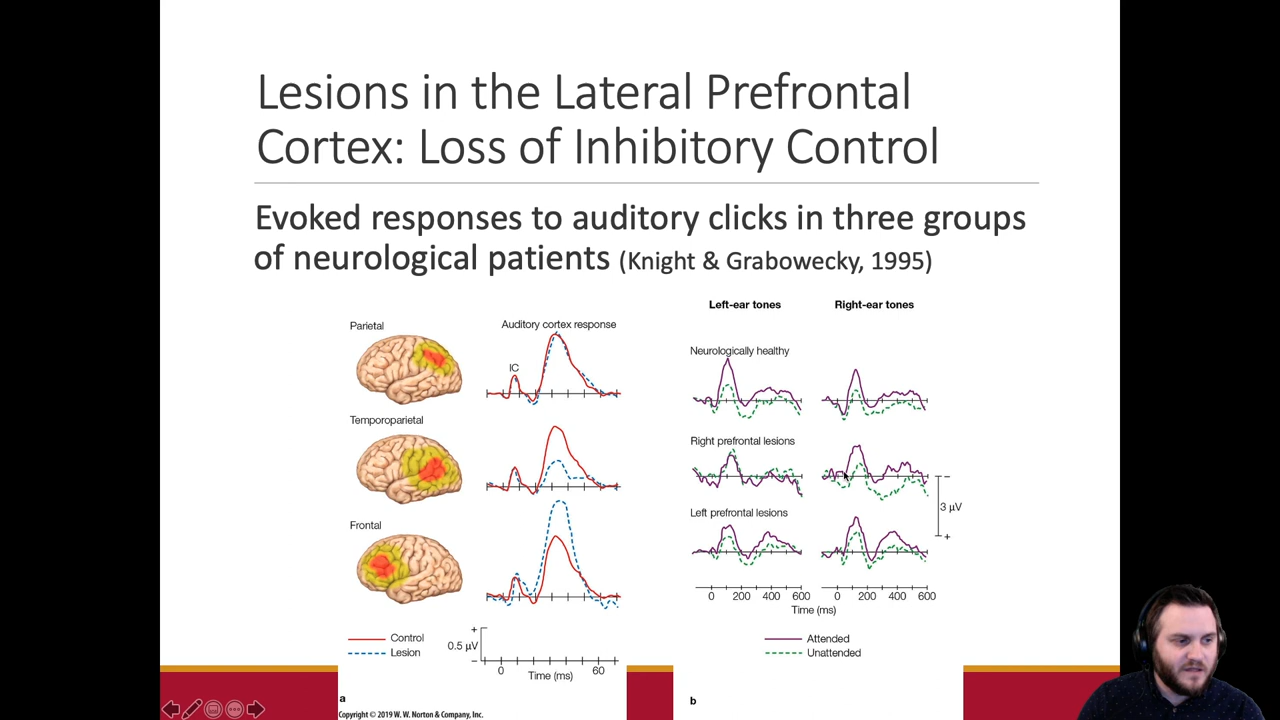 Lesions in the Lateral Prefrontal
Cortex: Loss of Inhibitory Control
Evoked responses to auditory clicks in three groups
of neurological patients (Knight & Grabowecky, 1995)
Parietal
Auditory cortex response
IC
Temporoparietal
Frontal
Control
Lesion
+
0.5 µV
–
0
60
Time (ms)
a
Copyright © 2019 W. W. Norton & Company, Inc.
Left-ear tones
Right-ear tones
Neurologically healthy
Right prefrontal lesions
Left prefrontal lesions
–
3 µV
+
0 200 400 600
0 200 400 600
Time (ms)
Attended
Unattended
b